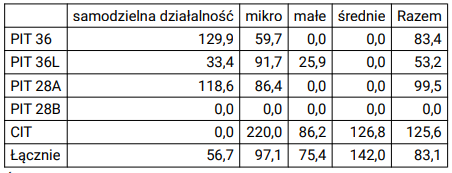 samodzielna działalność mikro małe średnie Razem
PIT 36 129,9 59,7 0,0 0,0 83,4
PIT 36L 33,4 91,7 25,9 0,0 53,2
PIT 28A 118,6 86,4 0,0 0,0 99,5
PIT 28B 0,0 0,0 0,0 0,0 0,0
CIT 0,0 220,0 86,2 126,8 125,6
Łącznie 56,7 97,1 75,4 142,0 83,1